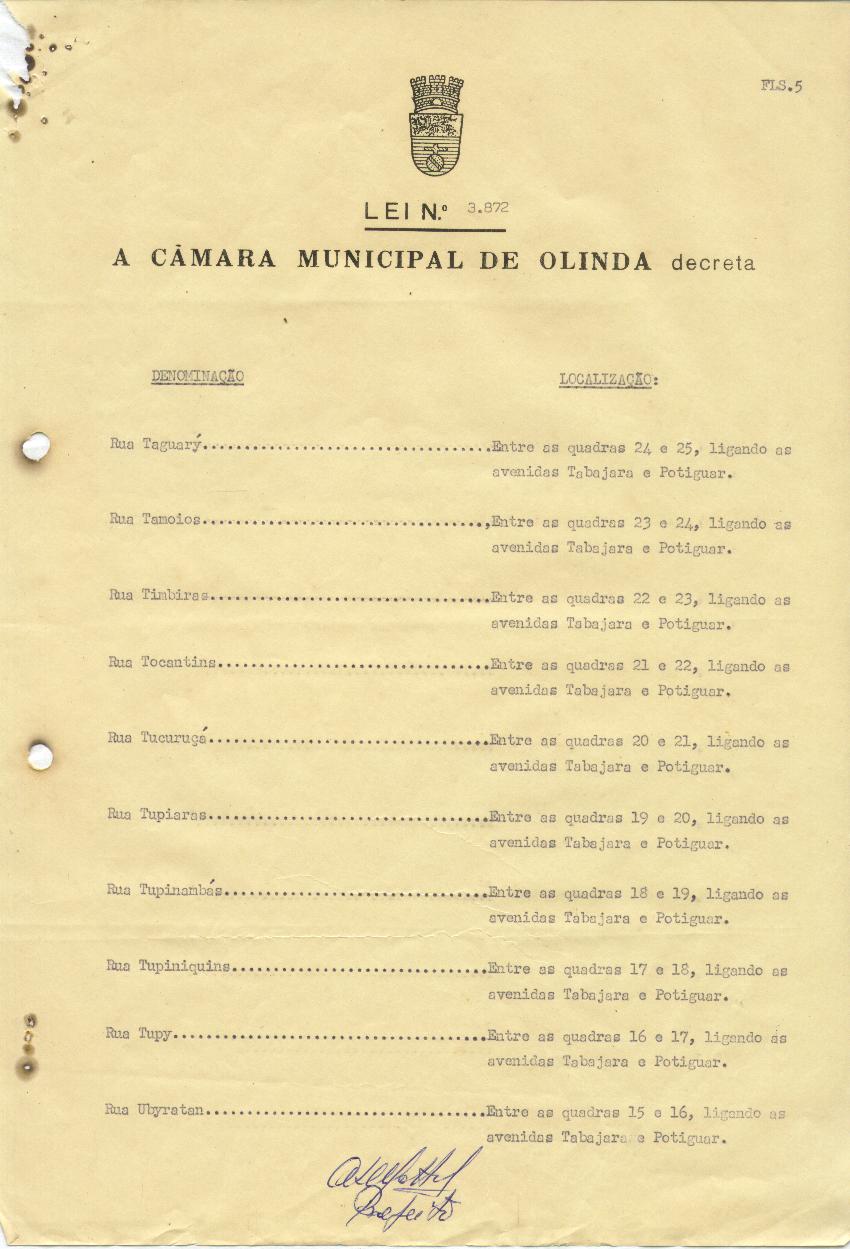 FLS.5
LEI N.º 3.872
A CÂMARA MUNICIPAL DE OLINDA decreta
DENOMINAÇÃO LOCALIZAÇÃO:
Rua Taguarý..................................Entre as quadras 24 e 25, ligando as
avenidas Tabajara e Potiguar.
Rua Tamoios.................................,Entre as quadras 23 e 24, ligando as
avenidas Tabajara e Potiguar.
Rua Timbiras.................................Entre as quadras 22 e 23, ligando as
avenidas Tabajara e Potiguar.
Rua Tocantins................................Entre as quadras 21 e 22, ligando as
avenidas Tabajara e Potiguar.
Rua Tucuruçá.................................Entre as quadras 20 e 21, ligando as
avenidas Tabajara e Potiguar.
Rua Tupiaras.................................Entre as quadras 19 e 20, ligando as
avenidas Tabajara e Potiguar.
Rua Tupinambás...............................Entre as quadras 18 e 19, ligando as
avenidas Tabajara e Potiguar.
Rua Tupiniquins..............................Entre as quadras 17 e 18, ligando as
avenidas Tabajara e Potiguar.
Rua Tupy.....................................Entre as quadras 16 e 17, ligando as
avenidas Tabajara e Potiguar.
Rua Ubyratan.................................Entre as quadras 15 e 16, ligando as
avenidas Tabajara e Potiguar.
Prefeito